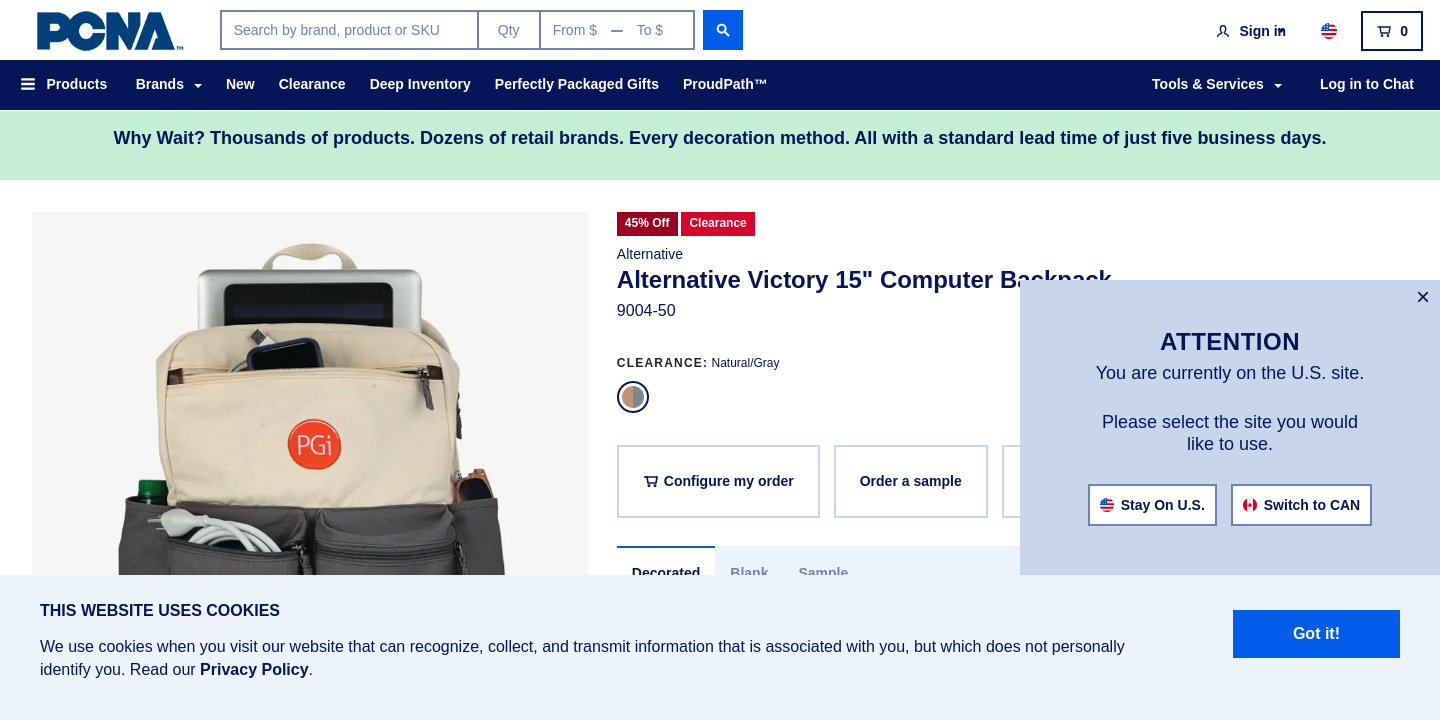 PCNA™
Search by brand, product or SKU
Qty
From $ — To $
Sign in
0
Products
Brands
New
Clearance
Deep Inventory
Perfectly Packaged Gifts
ProudPath™
Tools & Services
Log in to Chat
Why Wait? Thousands of products. Dozens of retail brands. Every decoration method. All with a standard lead time of just five business days.
45% Off
Clearance
Alternative
Alternative Victory 15" Computer Backpack
9004-50
CLEARANCE: Natural/Gray
PGi
Configure my order
Order a sample
Decorated
Blank
Sample
×
ATTENTION
You are currently on the U.S. site.
Please select the site you would
like to use.
Stay On U.S.
Switch to CAN
THIS WEBSITE USES COOKIES
We use cookies when you visit our website that can recognize, collect, and transmit information that is associated with you, but which does not personally
identify you. Read our Privacy Policy.
Got it!